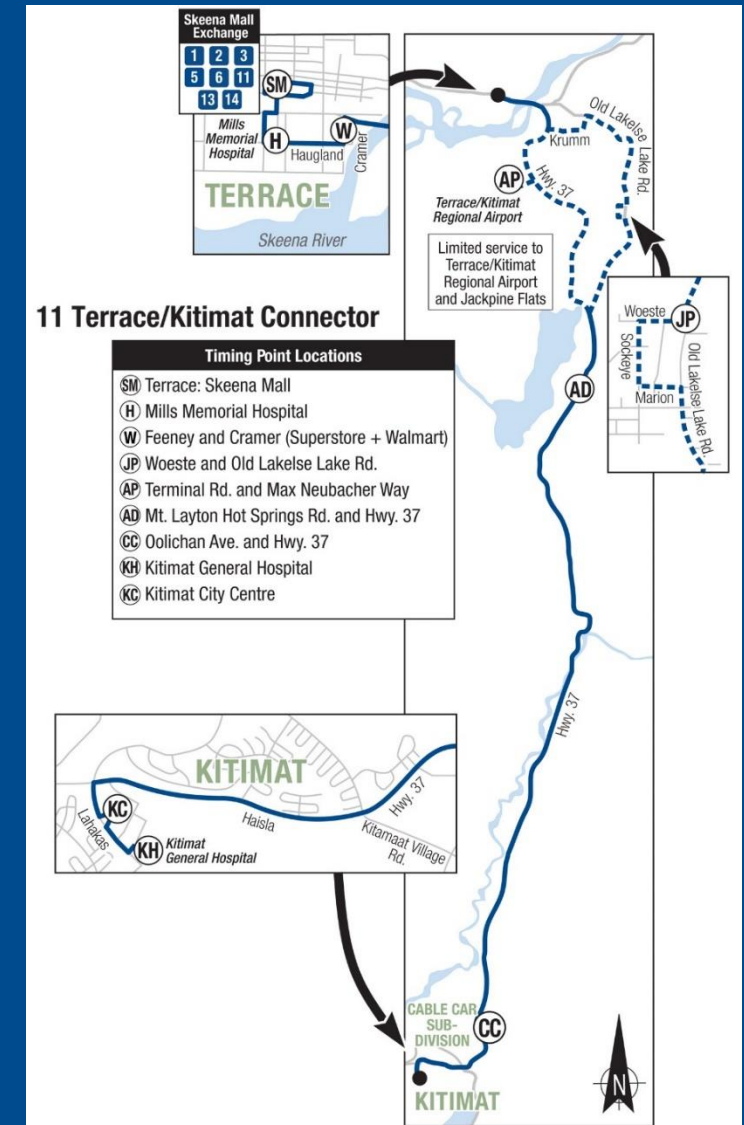 Skeena Mall
Exchange
1 2 3
5 6 11
13 14
SM
Mills
Memorial
Hospital
H
W
Haugland
Cramer
TERRACE
Skeena River
Old Lakelse
Lake Rd.
Krumm
Hwy. 37
AP
Terrace/Kitimat
Regional Airport
Limited service to
Terrace/Kitimat
Regional Airport
and Jackpine Flats
Woeste
JP
Sockeye
Old Lakelse
Lake Rd.
Marion
AD
11 Terrace/Kitimat Connector
Timing Point Locations
SM Terrace: Skeena Mall
H Mills Memorial Hospital
W Feeney and Cramer (Superstore + Walmart)
JP Woeste and Old Lakelse Lake Rd.
AP Terminal Rd. and Max Neubacher Way
AD Mt. Layton Hot Springs Rd. and Hwy. 37
CC Oolichan Ave. and Hwy. 37
KH Kitimat General Hospital
KC Kitimat City Centre
Hwy. 37
KITIMAT
Hwy. 37
KC
Lahakas
Haisla
KH
Kitimat
General Hospital
Kitamaat Village
Rd.
CABLE CAR
SUB-
DIVISION
CC
KITIMAT
N